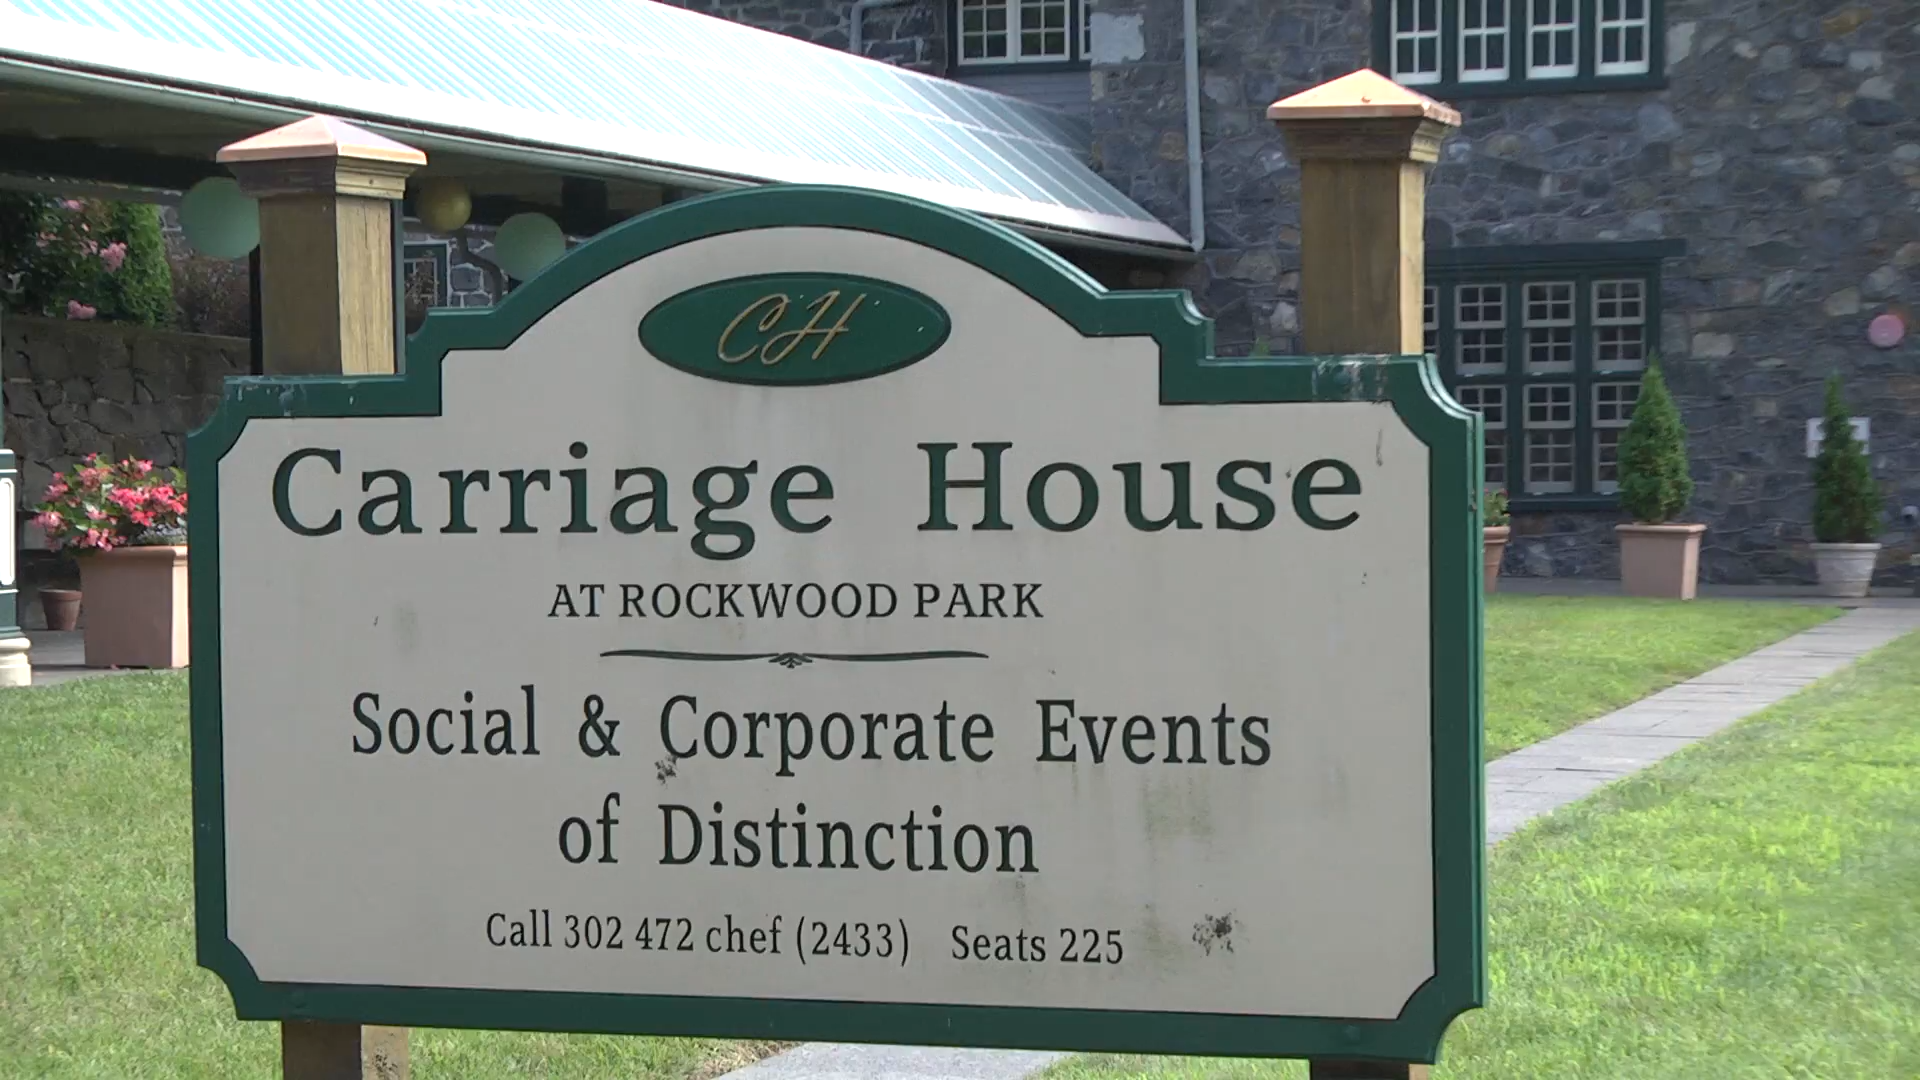 CH
Carriage House
AT ROCKWOOD PARK
Social & Corporate Events
of Distinction
Call 302 472 chef (2433) Seats 225